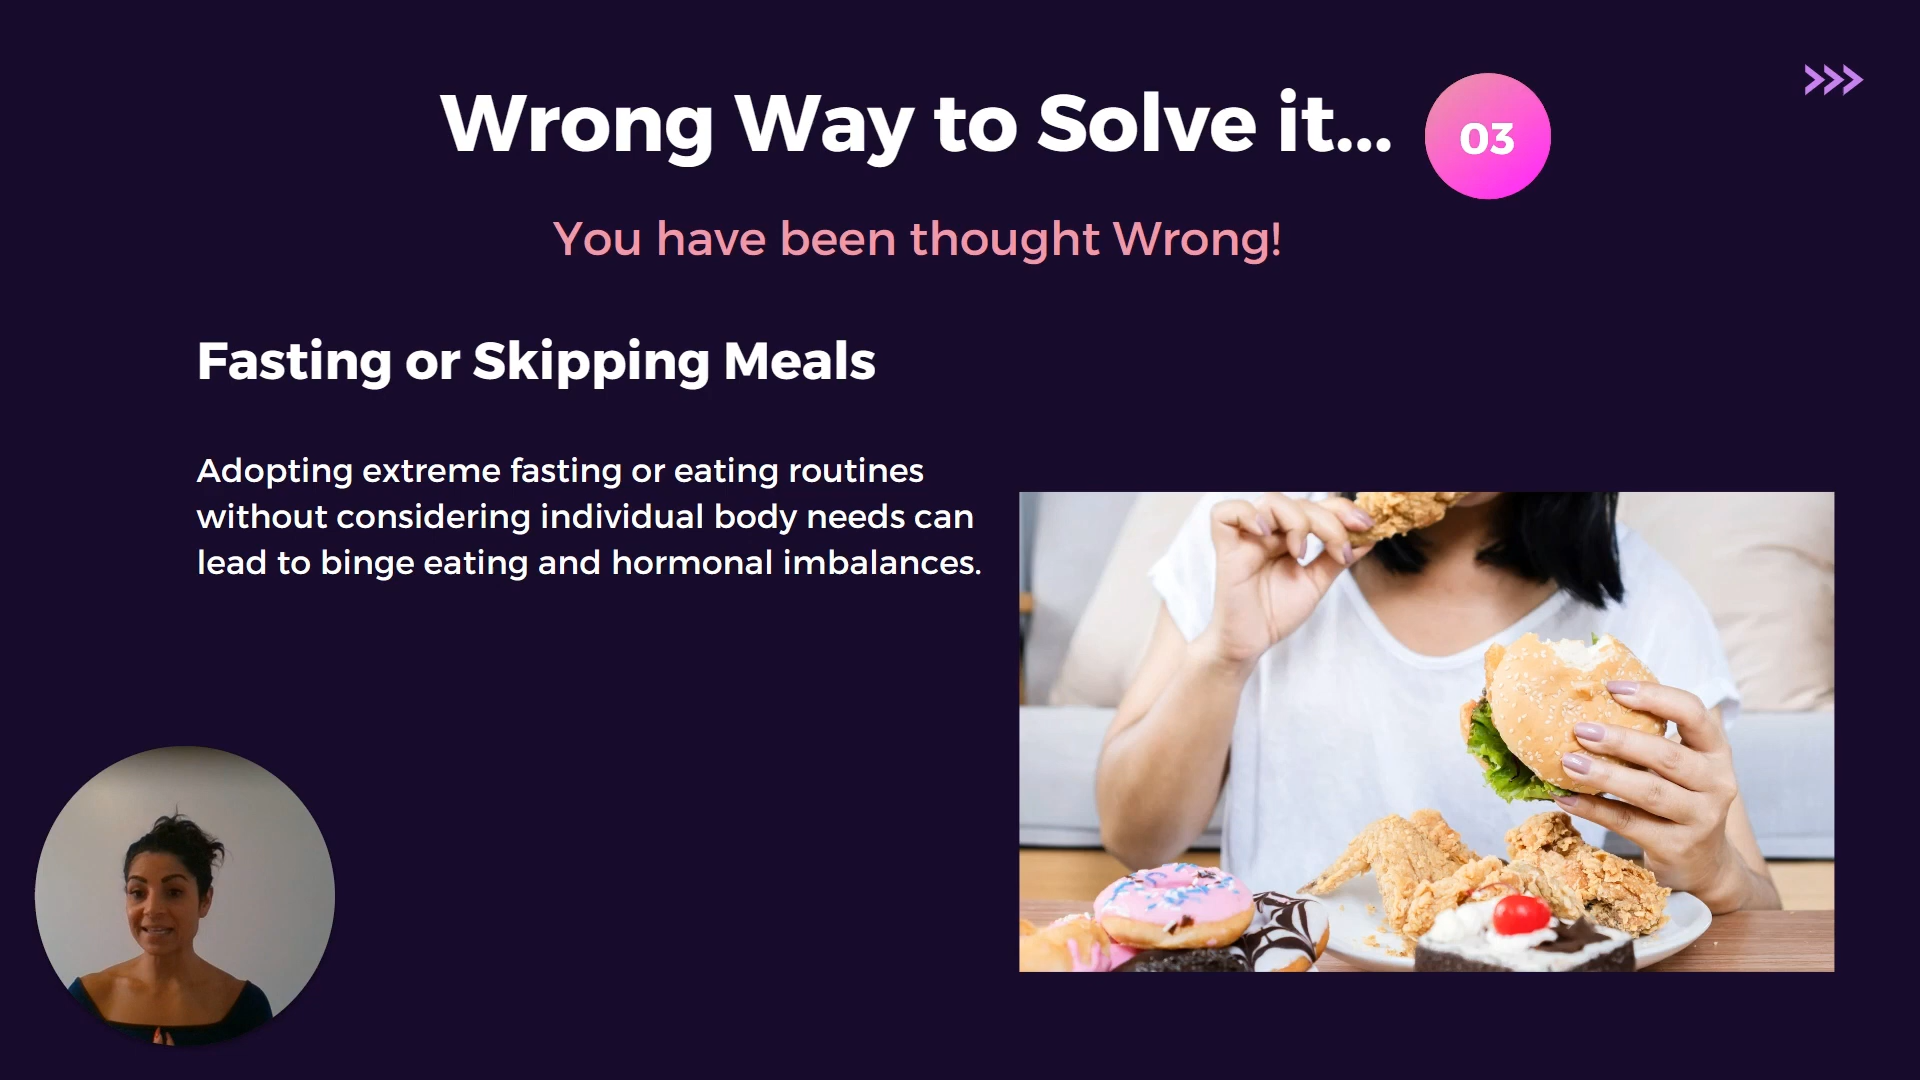 Wrong Way to Solve it...
03
You have been thought Wrong!
Fasting or Skipping Meals
Adopting extreme fasting or eating routines
without considering individual body needs can
lead to binge eating and hormonal imbalances.